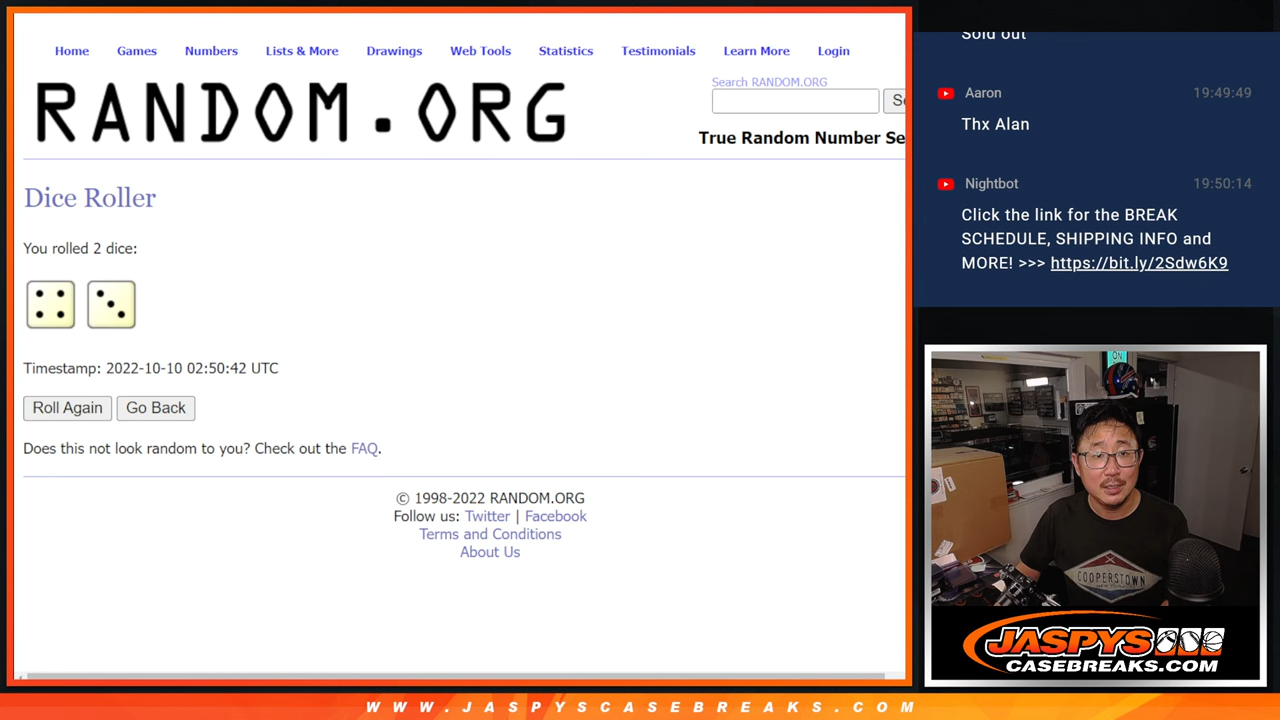 Home Games Numbers Lists & More Drawings Web Tools Statistics Testimonials Learn More Login
RANDOM.ORG
Search RANDOM.ORG
True Random Number Se
Dice Roller
You rolled 2 dice:
Timestamp: 2022-10-10 02:50:42 UTC
Roll Again Go Back
Does this not look random to you? Check out the FAQ.
© 1998-2022 RANDOM.ORG
Follow us: Twitter | Facebook
Terms and Conditions
About Us
Sold out
Aaron 19:49:49
Thx Alan
Nightbot 19:50:14
Click the link for the BREAK
SCHEDULE, SHIPPING INFO and
MORE! >>> https://bit.ly/2Sdw6K9
ON
COOPERSTOWN
JASPYS
CASEBREAKS.COM
WWW.JASPYSCASEBREAKS.COM